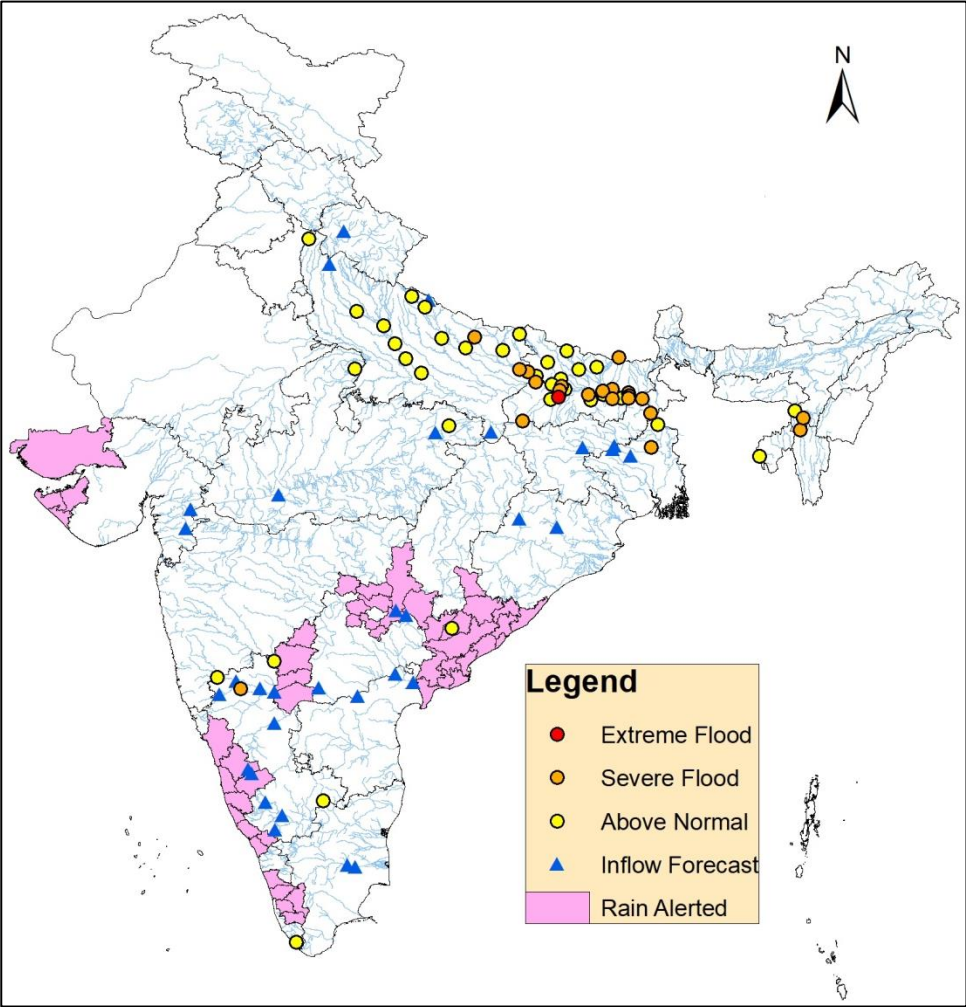 N
Legend
Extreme Flood
Severe Flood
Above Normal
Inflow Forecast
Rain Alerted